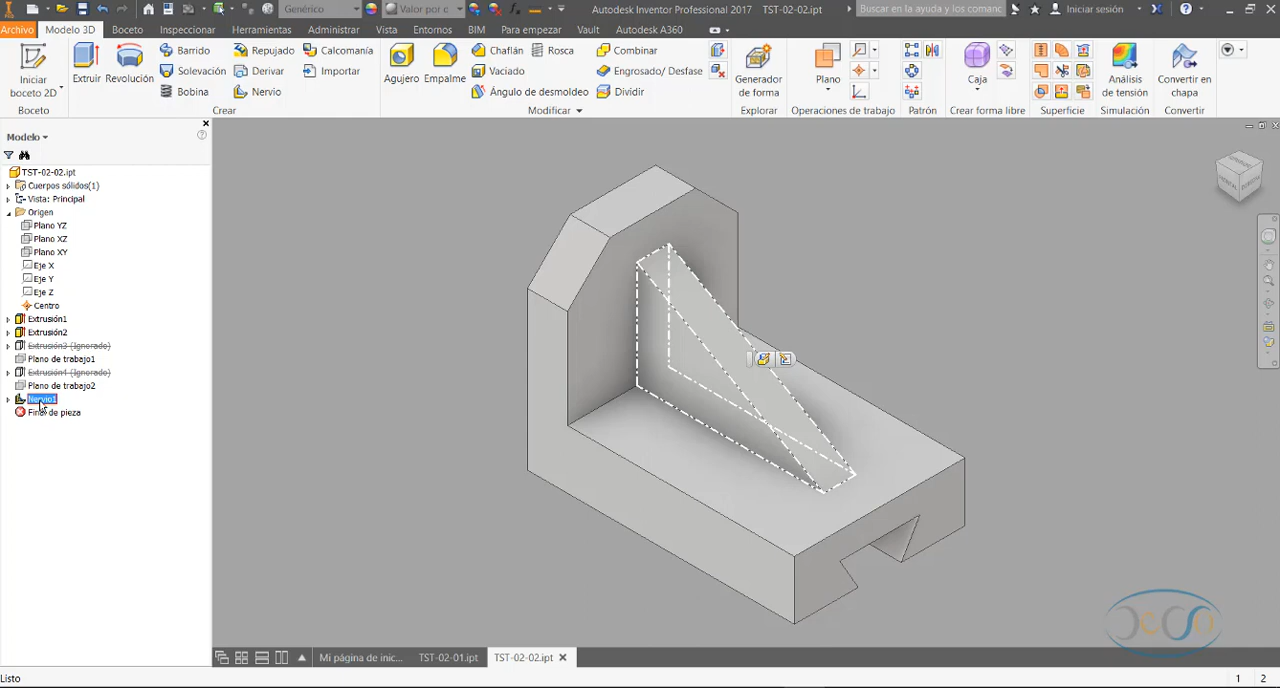 Genérico Valor por c Autodesk Inventor Professional 2017 TST-02-02.ipt Buscar en la ayuda y los comanc Iniciar sesión
Archivo Modelo 3D Boceto Inspeccionar Herramientas Administrar Vista Entornos BIM Para empezar Vault Autodesk A360
Iniciar boceto 2D
Extruir
Revolución
Barrido
Solevación
Bobina
Repujado
Derivar
Nervio
Calcomanía
Importar
Agujero
Empalme
Chaflán
Vaciado
Ángulo de desmoldeo
Rosca
Combinar
Engrosado/ Desfase
Dividir
Generador de forma
Plano
Caja
Análisis de tensión
Convertir en chapa
Boceto Crear Modificar Explorar Operaciones de trabajo Patrón Crear forma libre Superficie Simulación Convertir
Modelo
TST-02-02.ipt
Cuerpos sólidos(1)
Vista: Principal
Origen
Plano YZ
Plano XZ
Plano XY
Eje X
Eje Y
Eje Z
Centro
Extrusión1
Extrusión2
Extrusión3 (Ignorado)
Plano de trabajo1
Extrusión4 (Ignorado)
Plano de trabajo2
Nervio1
Fin de pieza
Mi página de inic... TST-02-01.ipt TST-02-02.ipt
Listo 1 2